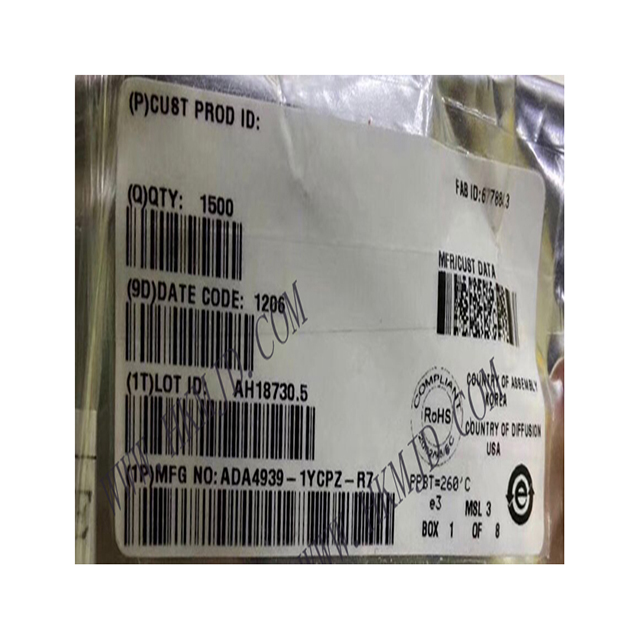 (P)CUST PROD ID:
(Q)QTY: 1500
(9D)DATE CODE: 1206
(1T)LOT ID: AH18730.5
(1P)MFG NO: ADA4939-1YCPZ-R7
FAB ID:
MFR/CUST DATA
COMPLIANT
RoHS
COUNTRY OF ASSEMBLY
KOREA
COUNTRY OF DIFFUSION
USA
PPBT=260'C
e3 MSL 3
BOX 1 OF 8
e